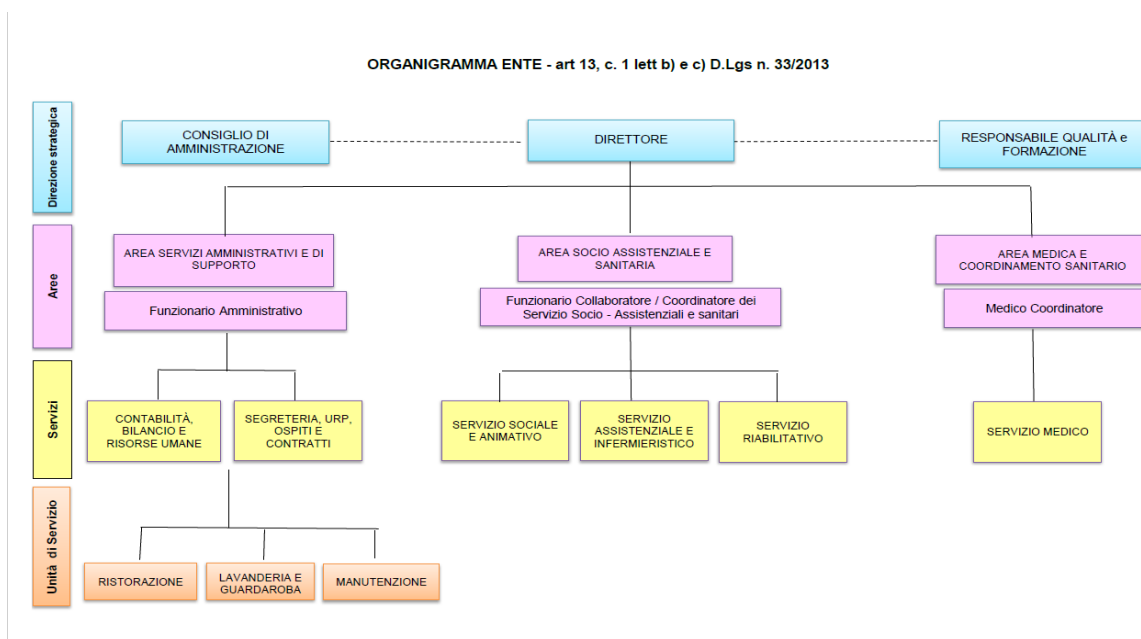 ORGANIGRAMMA ENTE - art 13, c. 1 lett b) e c) D.Lgs n. 33/2013
Direzione strategica
CONSIGLIO DI
AMMINISTRAZIONE
DIRETTORE
RESPONSABILE QUALITÀ e
FORMAZIONE
Aree
AREA SERVIZI AMMINISTRATIVI E DI
SUPPORTO
AREA SOCIO ASSISTENZIALE E
SANITARIA
AREA MEDICA E
COORDINAMENTO SANITARIO
Funzionario Amministrativo
Funzionario Collaboratore / Coordinatore dei
Servizio Socio - Assistenziali e sanitari
Medico Coordinatore
Servizi
CONTABILITÀ,
BILANCIO E
RISORSE UMANE
SEGRETERIA, URP,
OSPITI E
CONTRATTI
SERVIZIO SOCIALE
E ANIMATIVO
SERVIZIO
ASSISTENZIALE E
INFERMIERISTICO
SERVIZIO
RIABILITATIVO
SERVIZIO MEDICO
Unità di Servizio
RISTORAZIONE
LAVANDERIA E
GUARDAROBA
MANUTENZIONE